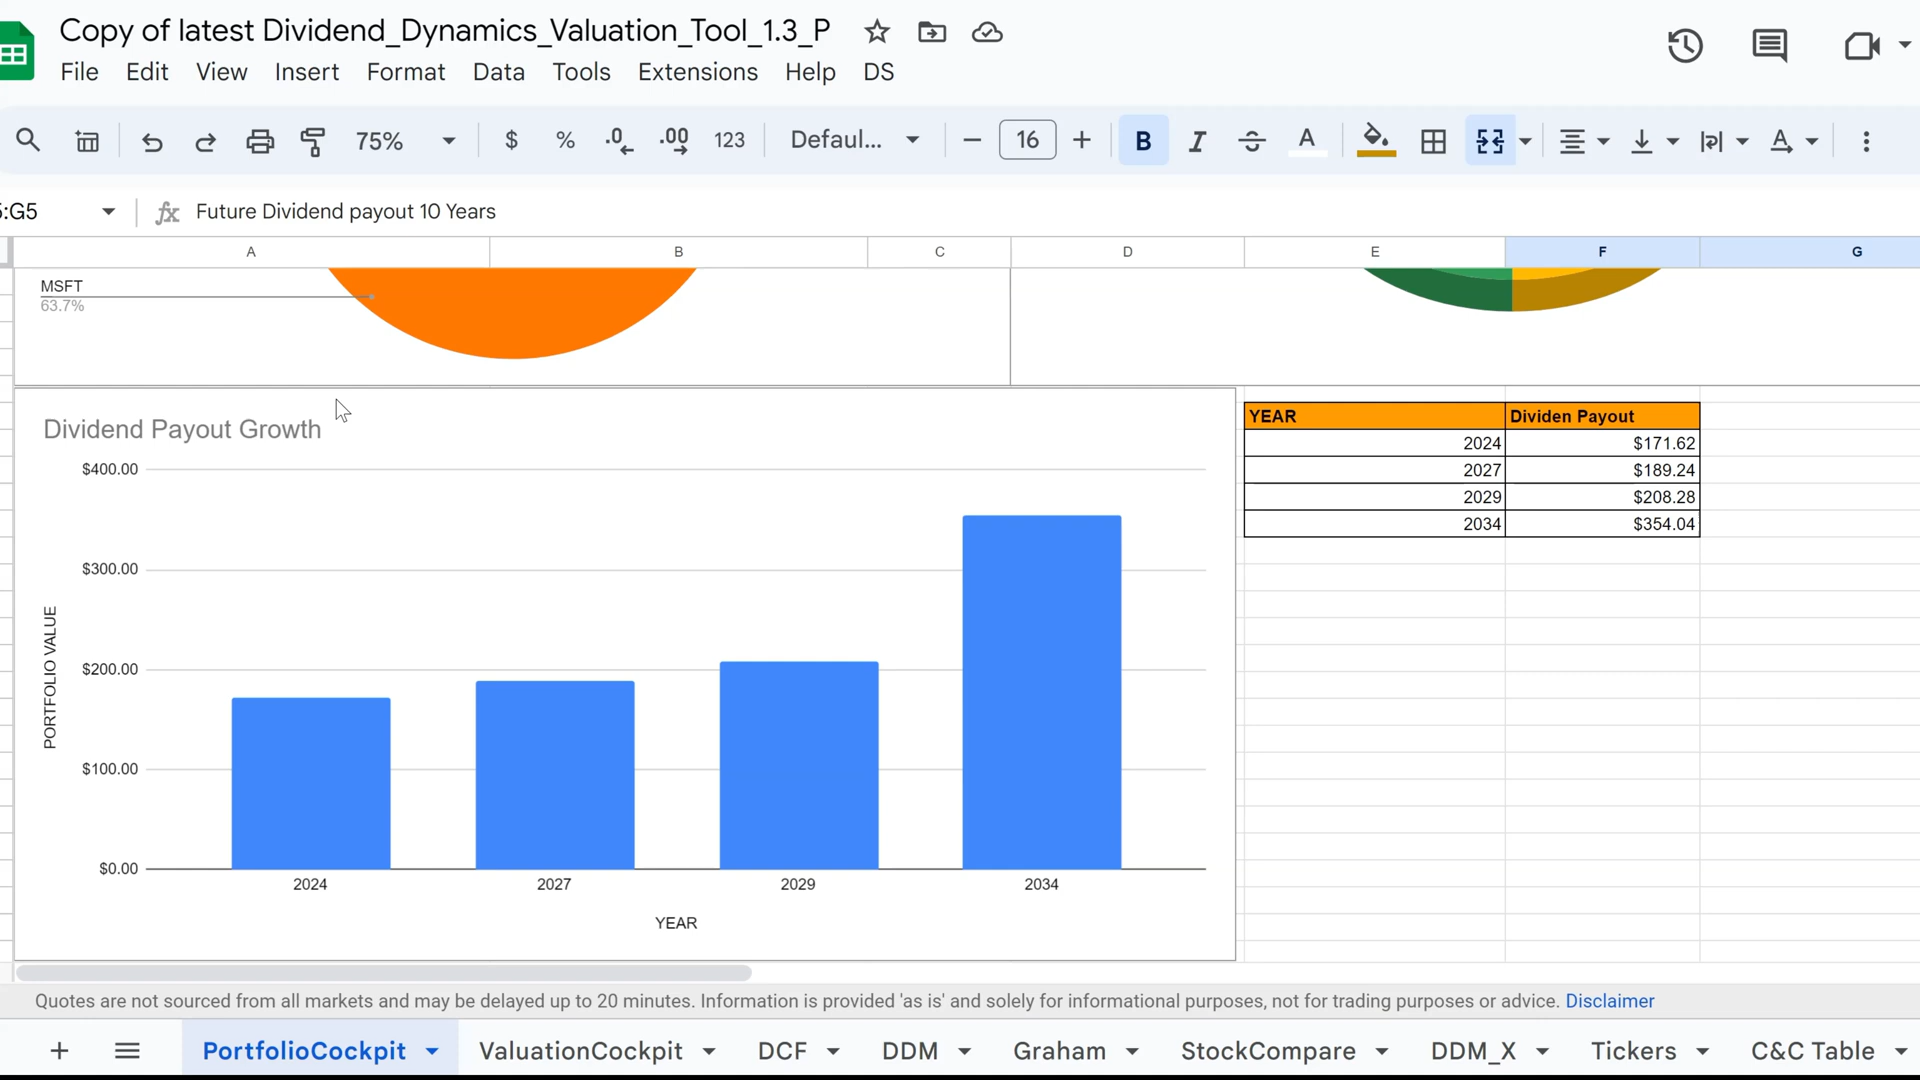 Copy of latest Dividend_Dynamics_Valuation_Tool_1.3_P
File Edit View Insert Format Data Tools Extensions Help DS
75% $ % .0 .00 123 Defaul... 16 B I S A A
:G5 fx Future Dividend payout 10 Years
A B C D E F G
MSFT
63.7%
Dividend Payout Growth
PORTFOLIO VALUE
$400.00
$300.00
$200.00
$100.00
$0.00
2024 2027 2029 2034
YEAR
YEAR Dividen Payout
2024 $171.62
2027 $189.24
2029 $208.28
2034 $354.04
Quotes are not sourced from all markets and may be delayed up to 20 minutes. Information is provided 'as is' and solely for informational purposes, not for trading purposes or advice. Disclaimer
PortfolioCockpit ValuationCockpit DCF DDM Graham StockCompare DDM_X Tickers C&C Table